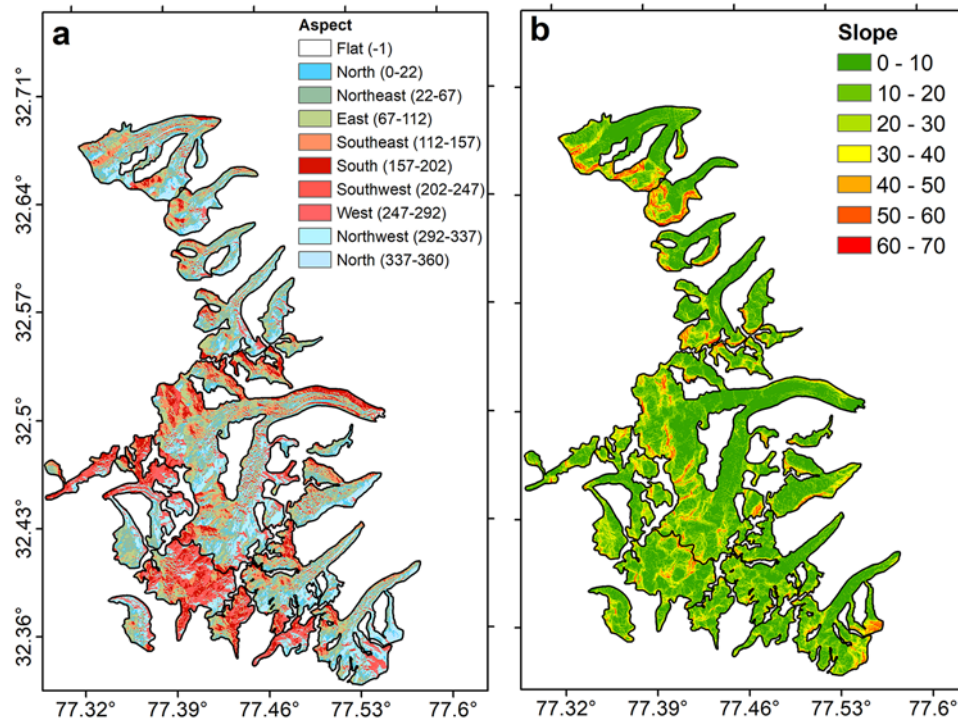 a
Aspect
Flat (-1)
North (0-22)
Northeast (22-67)
East (67-112)
Southeast (112-157)
South (157-202)
Southwest (202-247)
West (247-292)
Northwest (292-337)
North (337-360)
b
Slope
0 - 10
10 - 20
20 - 30
30 - 40
40 - 50
50 - 60
60 - 70
32.71°
32.64°
32.57°
32.5°
32.43°
32.36°
77.32° 77.39° 77.46° 77.53° 77.6°
77.32° 77.39° 77.46° 77.53° 77.6°